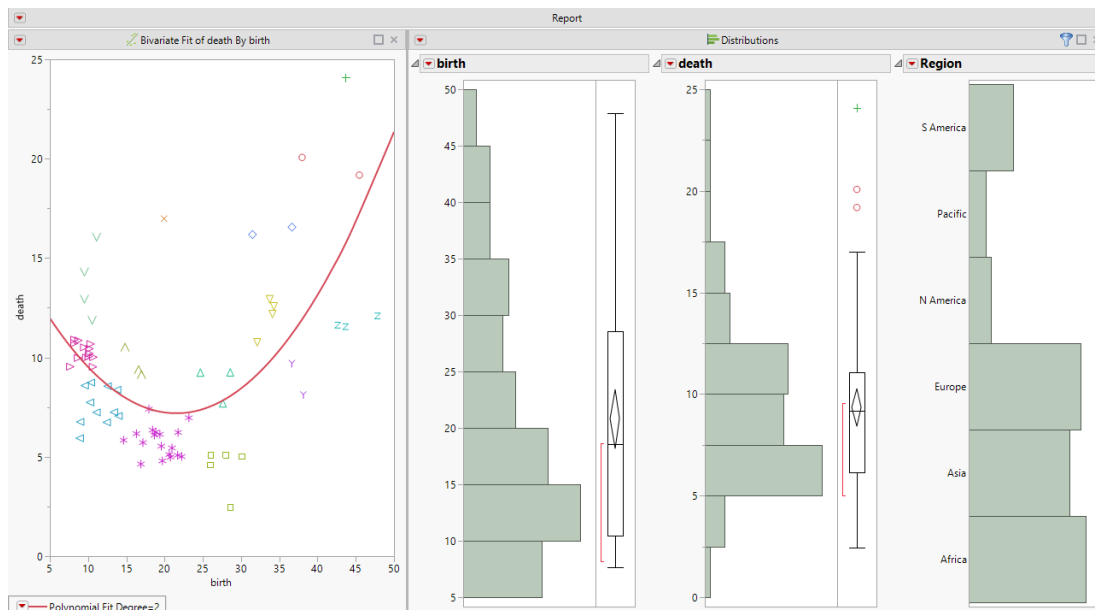 Report
Bivariate Fit of death By birth
25
20
15
10
5
0
death
5
10
15
20
25
30
35
40
45
50
birth
Polynomial Fit Degree=2
Distributions
birth
50
45
40
35
30
25
20
15
10
5
death
25
20
15
10
5
0
Region
S America
Pacific
N America
Europe
Asia
Africa